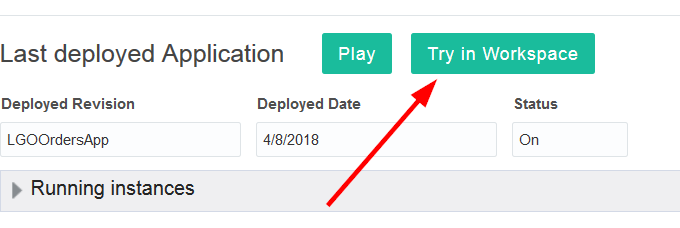 Last deployed Application Play Try in Workspace
Deployed Revision Deployed Date Status
LGOOrdersApp 4/8/2018 On
Running instances